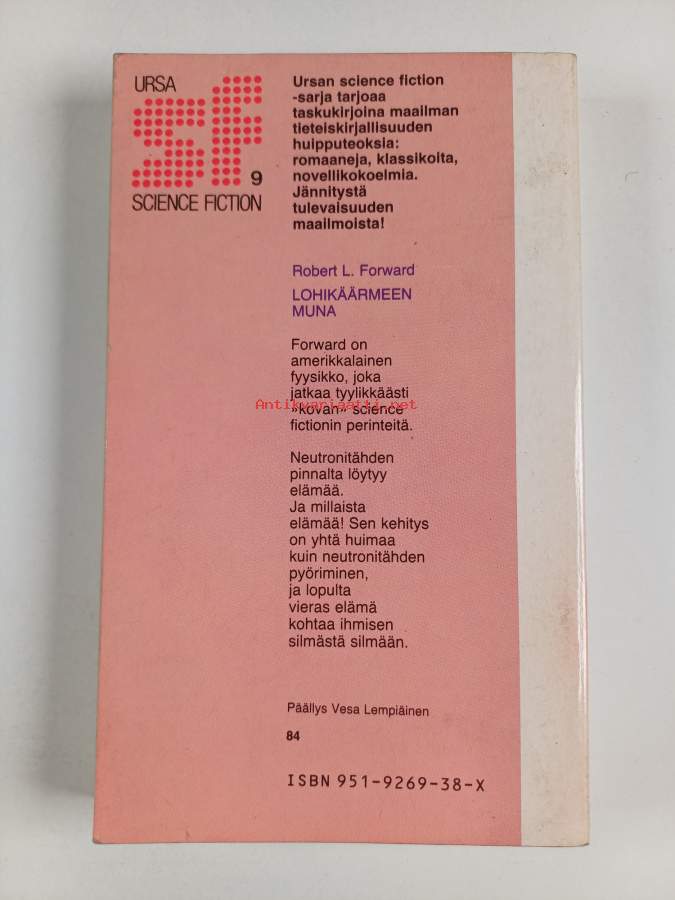 URSA
SF
9
SCIENCE FICTION
Ursan science fiction
-sarja tarjoaa
taskukirjoina maailman
tieteiskirjallisuuden
huipputeoksia:
romaaneja, klassikoita,
novellikokoelmia.
Jännitystä
tulevaisuuden
maailmoista!
Robert L. Forward
LOHIKÄÄRMEEN
MUNA
Forward on
amerikkalainen
fyysikko, joka
jatkaa tyylikkäästi
Antikvariaatti.net
»kovan» science
fictionin perinteitä.
Neutronitähden
pinnalta löytyy
elämää.
Ja millaista
elämää! Sen kehitys
on yhtä huimaa
kuin neutronitähden
pyöriminen,
ja lopulta
vieras elämä
kohtaa ihmisen
silmästä silmään.
Päällys Vesa Lempiäinen
84
ISBN 951-9269-38-X